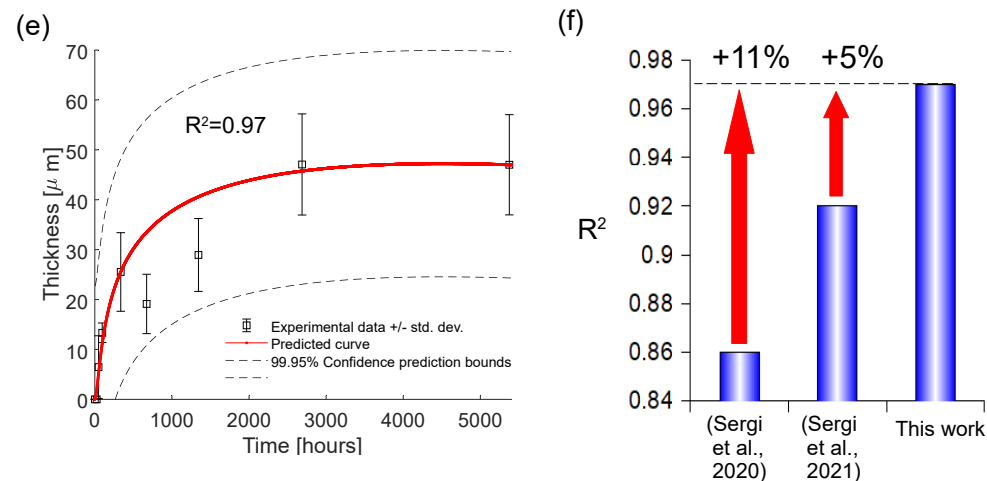 (e)
70
60
50
40
30
20
10
0
Thickness [μ m]
R²=0.97
Experimental data +/- std. dev.
Predicted curve
99.95% Confidence prediction bounds
0 1000 2000 3000 4000 5000
Time [hours]
(f)
+11% +5%
0.98
0.96
0.94
0.92
0.9
0.88
0.86
0.84
R²
(Sergi et al., 2020)
(Sergi et al., 2021)
This work